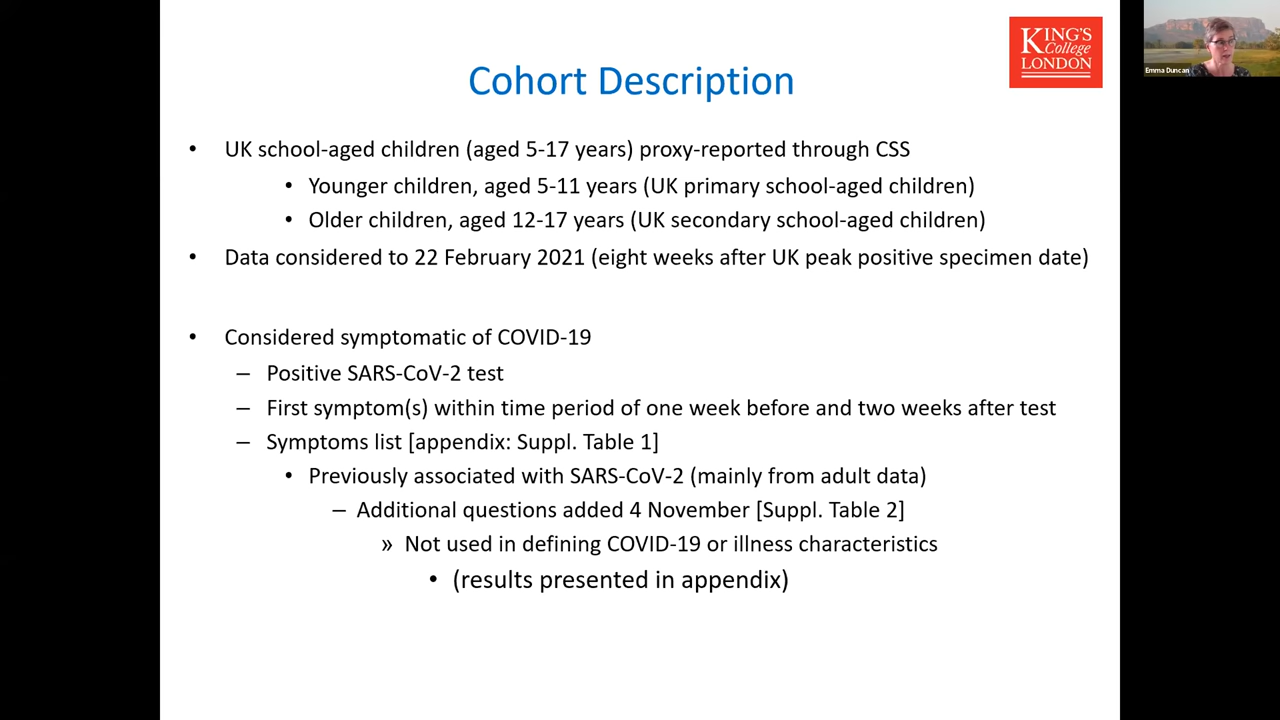 KING'S
College
LONDON
Emma Duncan
Cohort Description
• UK school-aged children (aged 5-17 years) proxy-reported through CSS
• Younger children, aged 5-11 years (UK primary school-aged children)
• Older children, aged 12-17 years (UK secondary school-aged children)
• Data considered to 22 February 2021 (eight weeks after UK peak positive specimen date)
• Considered symptomatic of COVID-19
– Positive SARS-CoV-2 test
– First symptom(s) within time period of one week before and two weeks after test
– Symptoms list [appendix: Suppl. Table 1]
• Previously associated with SARS-CoV-2 (mainly from adult data)
– Additional questions added 4 November [Suppl. Table 2]
» Not used in defining COVID-19 or illness characteristics
• (results presented in appendix)